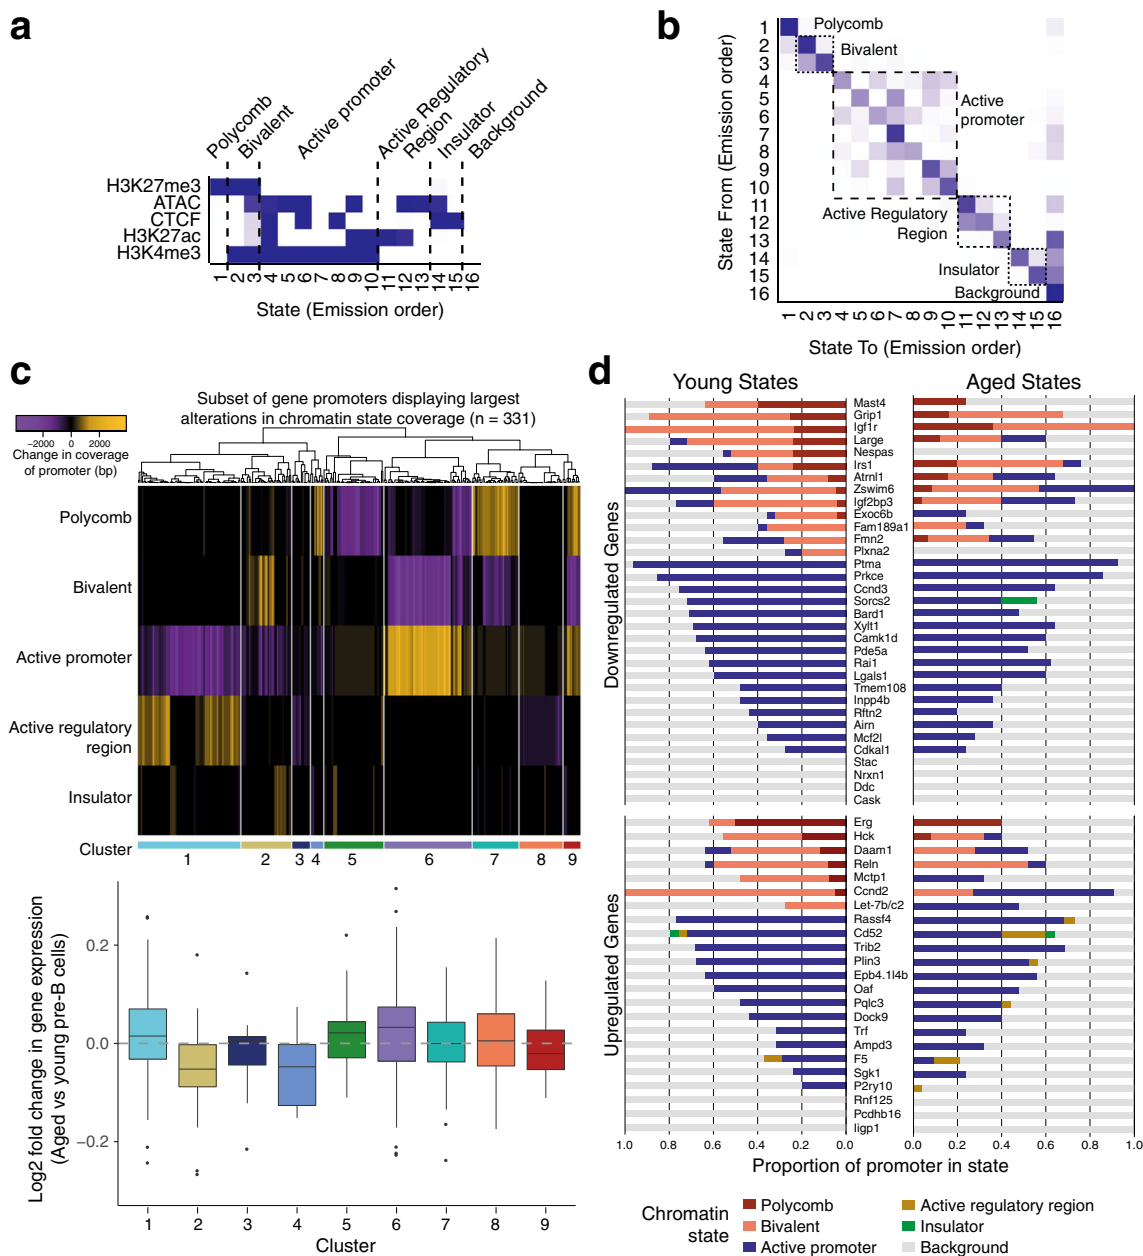 a
Polycomb
Bivalent
Active promoter
Active Regulatory
Region
Insulator
Background
H3K27me3
ATAC
CTCF
H3K27ac
H3K4me3
1 2 3 4 5 6 7 8 9 10 11 12 13 14 15 16
State (Emission order)
b
State From (Emission order)
1
2
3
4
5
6
7
8
9
10
11
12
13
14
15
16
Polycomb
Bivalent
Active
promoter
Active Regulatory
Region
Insulator
Background
1 2 3 4 5 6 7 8 9 10 11 12 13 14 15 16
State To (Emission order)
c
Subset of gene promoters displaying largest
alterations in chromatin state coverage (n = 331)
−2000 0 2000
Change in coverage
of promoter (bp)
Polycomb
Bivalent
Active promoter
Active regulatory
region
Insulator
Cluster
1 2 3 4 5 6 7 8 9
Log2 fold change in gene expression
(Aged vs young pre-B cells)
0.2
0.0
−0.2
1 2 3 4 5 6 7 8 9
Cluster
d
Young States
Aged States
Downregulated Genes
Mast4
Grip1
Igf1r
Large
Nespas
Irs1
Atrnl1
Zswim6
Igf2bp3
Exoc6b
Fam189a1
Fmn2
Plxna2
Ptma
Prkce
Ccnd3
Sorcs2
Bard1
Xylt1
Camk1d
Pde5a
Rai1
Lgals1
Tmem108
Inpp4b
Rftn2
Airn
Mcf2l
Cdkal1
Stac
Nrxn1
Ddc
Cask
Upregulated Genes
Erg
Hck
Daam1
Reln
Mctp1
Ccnd2
Let-7b/c2
Rassf4
Cd52
Trib2
Plin3
Epb4.1l4b
Oaf
Pqlc3
Dock9
Trf
Ampd3
F5
Sgk1
P2ry10
Rnf125
Pcdhb16
Iigp1
1.0 0.8 0.6 0.4 0.2 0.0
0.0 0.2 0.4 0.6 0.8 1.0
Proportion of promoter in state
Chromatin
state
Polycomb
Bivalent
Active promoter
Active regulatory region
Insulator
Background